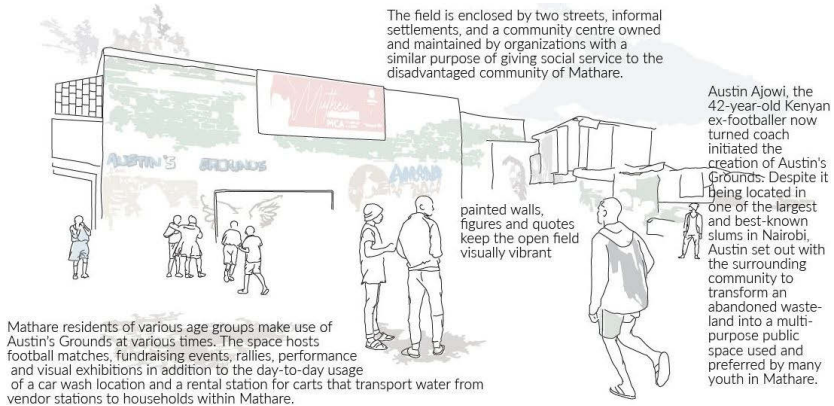 The field is enclosed by two streets, informal
settlements, and a community centre owned
and maintained by organizations with a
similar purpose of giving social service to the
disadvantaged community of Mathare.
Austin Ajowi, the
42-year-old Kenyan
ex-footballer now
turned coach
initiated the
creation of Austin's
Grounds. Despite it
being located in
one of the largest
and best-known
slums in Nairobi,
Austin set out with
the surrounding
community to
transform an
abandoned waste-
land into a multi-
purpose public
space used and
preferred by many
youth in Mathare.
AUSTIN'S GROUNDS
painted walls,
figures and quotes
keep the open field
visually vibrant
Mathare residents of various age groups make use of
Austin's Grounds at various times. The space hosts
football matches, fundraising events, rallies, performance
and visual exhibitions in addition to the day-to-day usage
of a car wash location and a rental station for carts that transport water from
vendor stations to households within Mathare.